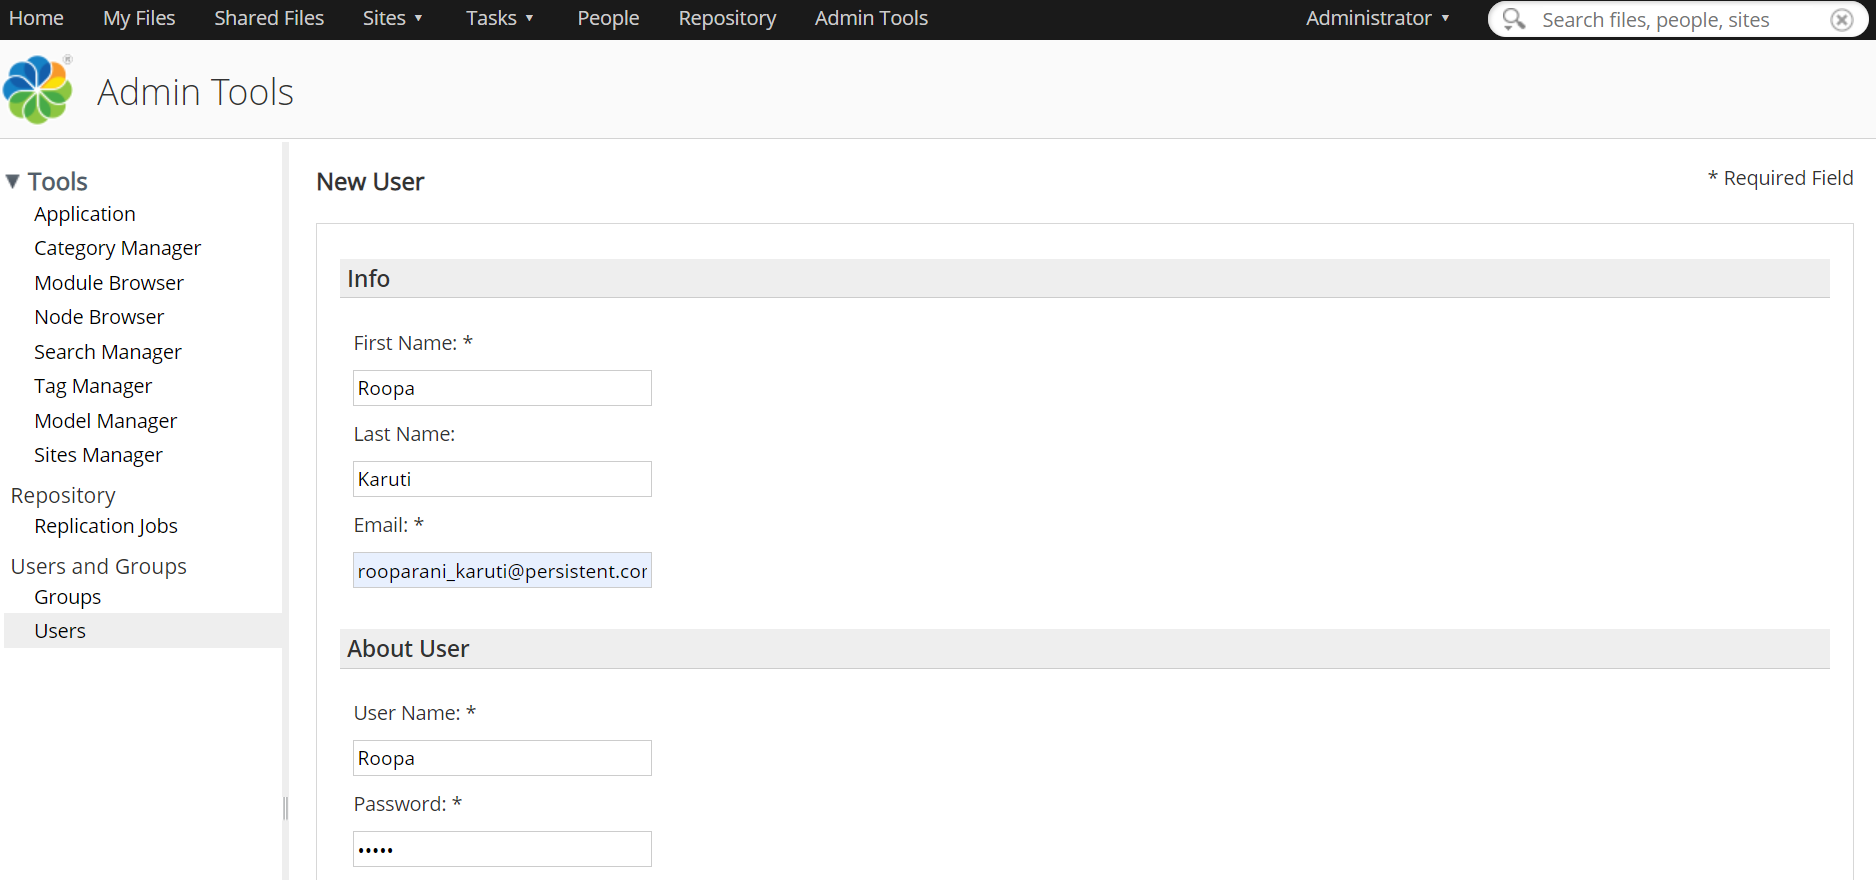 Home My Files Shared Files Sites ▼ Tasks ▼ People Repository Admin Tools Administrator ▼ Search files, people, sites
® Admin Tools
▼ Tools
Application
Category Manager
Module Browser
Node Browser
Search Manager
Tag Manager
Model Manager
Sites Manager
Repository
Replication Jobs
Users and Groups
Groups
Users
New User * Required Field
Info
First Name: *
Roopa
Last Name:
Karuti
Email: *
rooparani_karuti@persistent.cor
About User
User Name: *
Roopa
Password: *
•••••